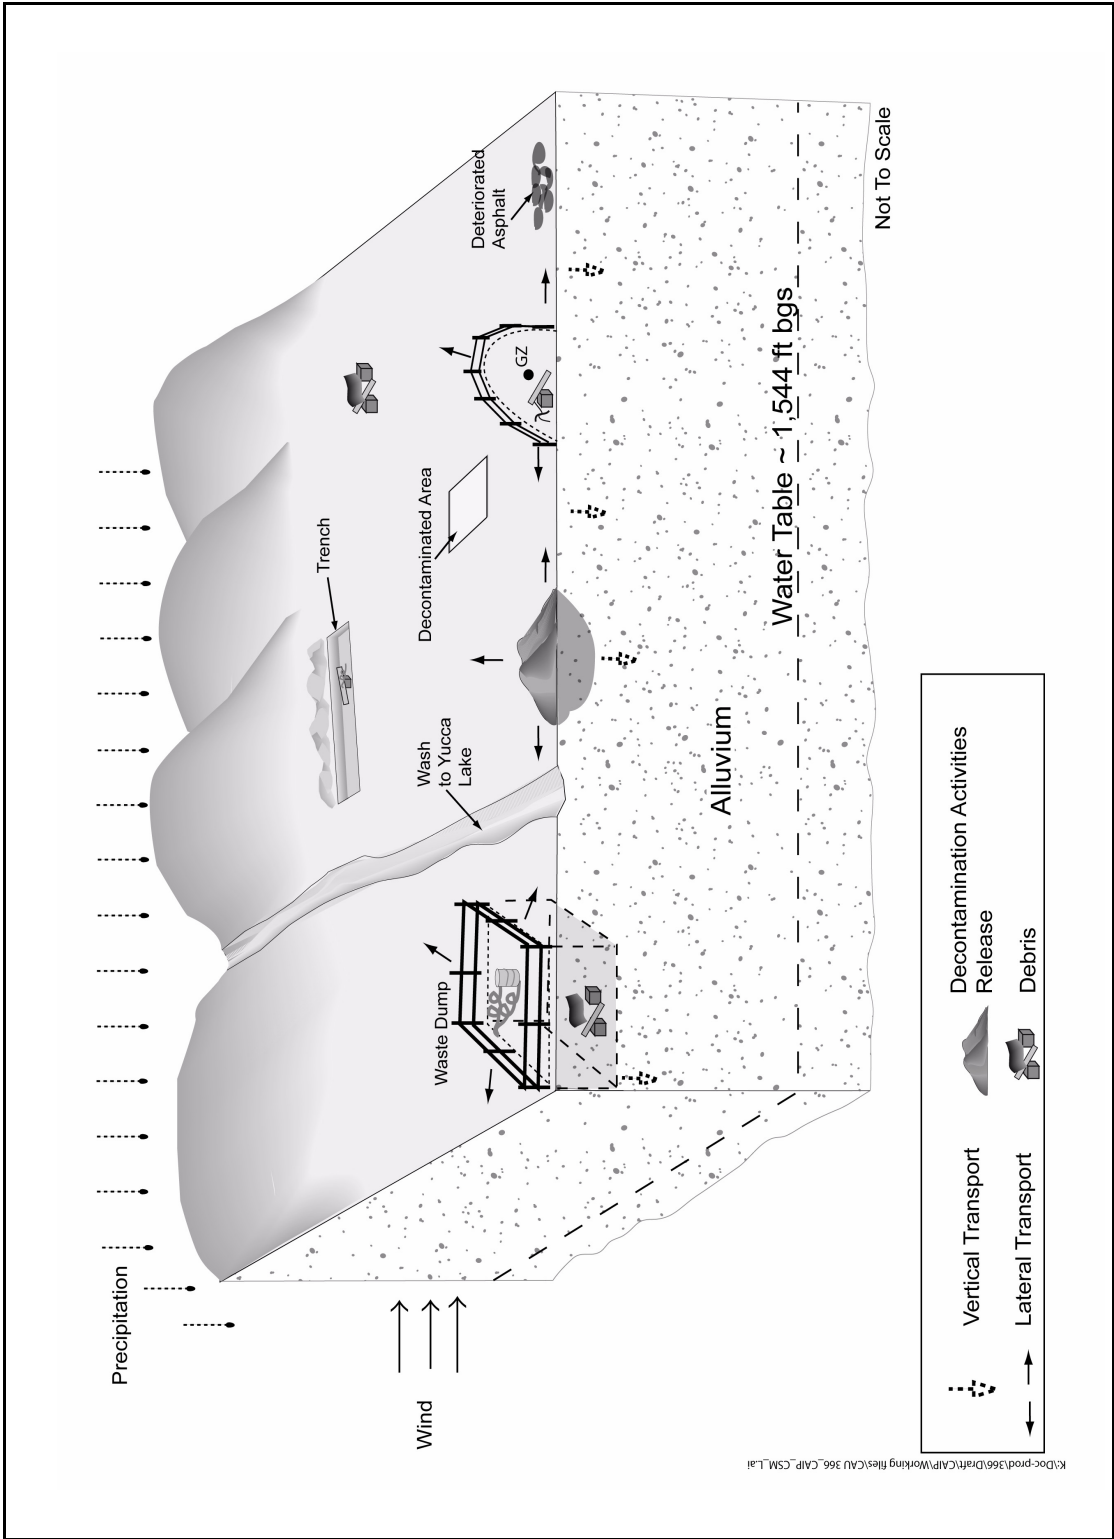 Precipitation
Wind
Waste Dump
Wash
to Yucca
Lake
Trench
Decontaminated Area
GZ
Deteriorated
Asphalt
Alluvium
Water Table ~ 1,544 ft bgs
Not To Scale
Vertical Transport
Decontamination Activities
Release
Lateral Transport
Debris
K:\Doc-prod\366\Draft\CAIP\Working files\CAU 366_CAIP_CSM_L.ai